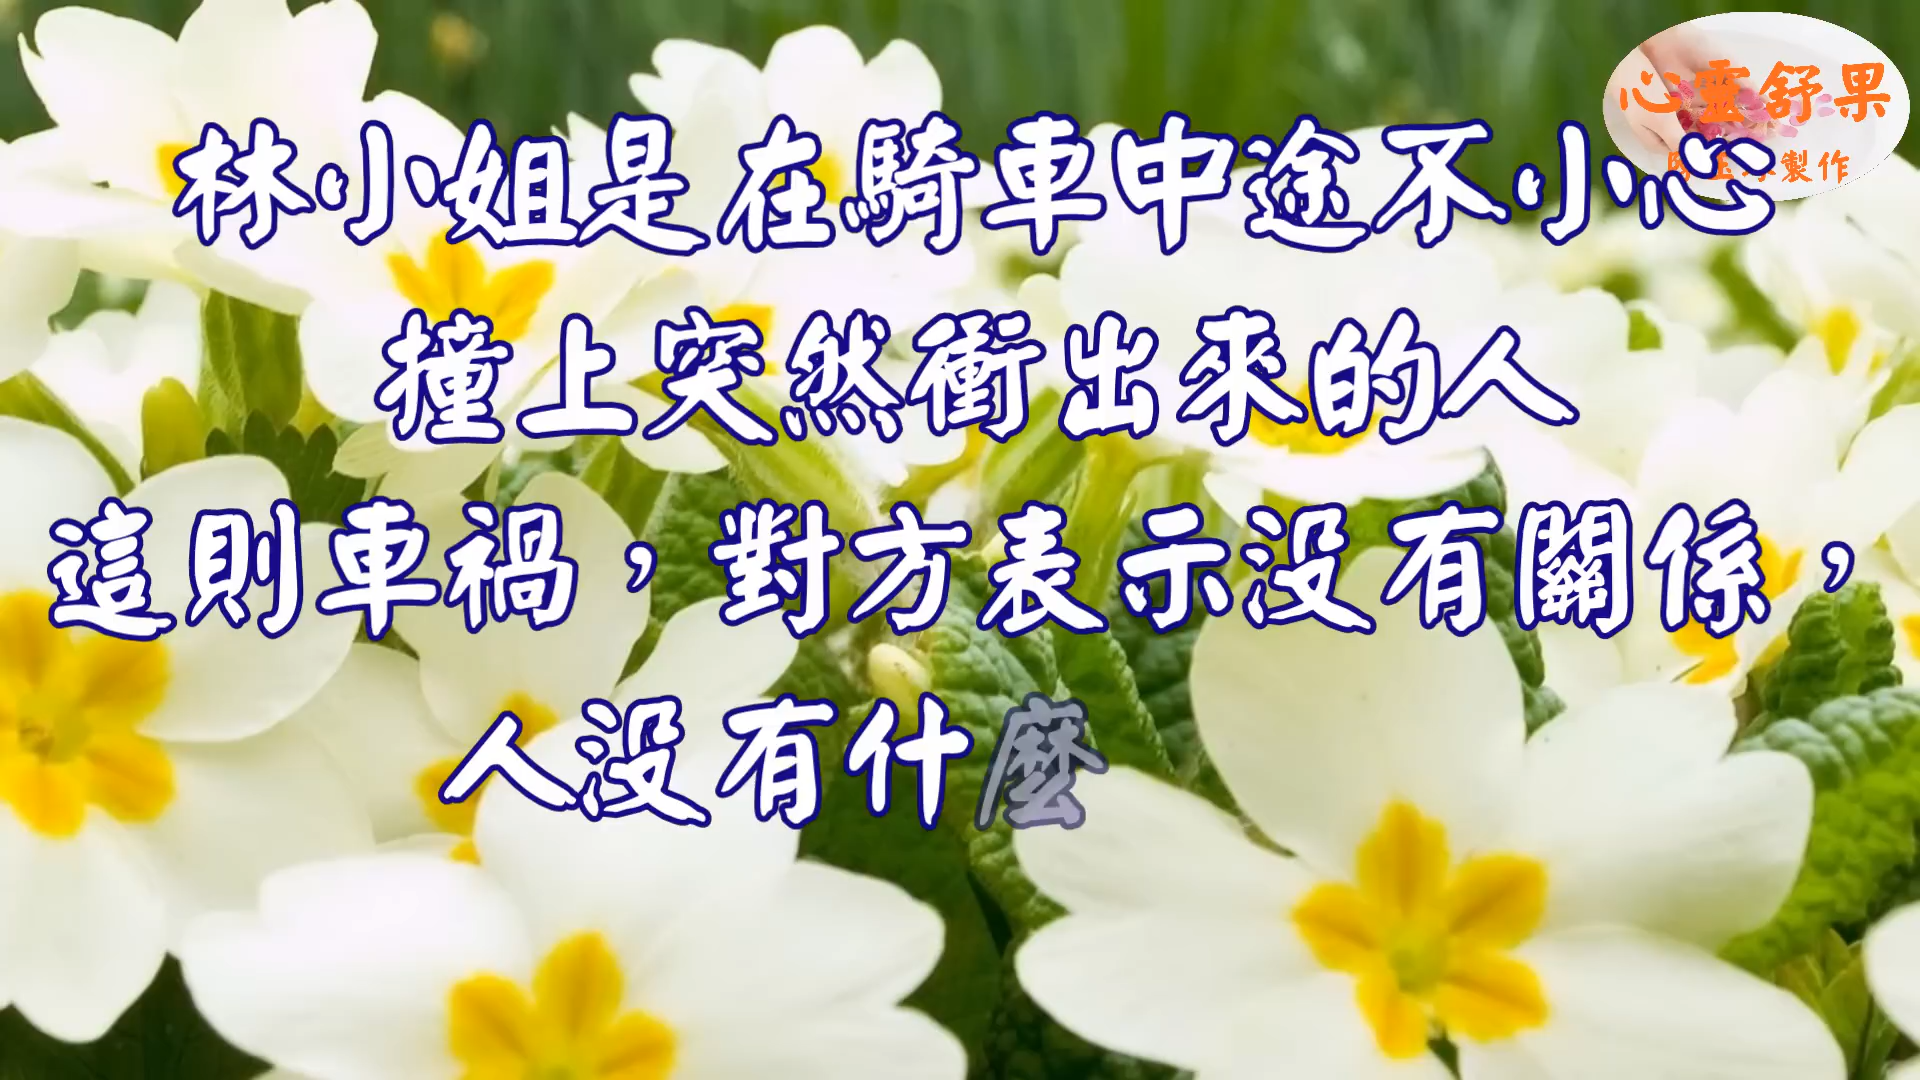 心靈舒果
製作
林小姐是在騎車中途不小心
撞上突然衝出來的人
這則車禍，對方表示没有關係，
人没有什麼